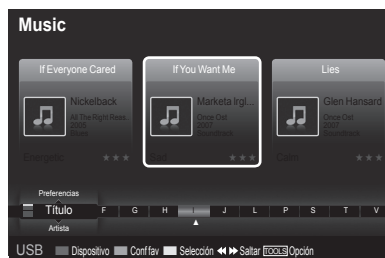 Music
If Everyone Cared
If You Want Me
Lies
Nickelback
All The Right Reas...
2005
Blues
Energetic
Marketa Irgl...
Once Ost
2007
Soundtrack
Sad
Glen Hansard
Once Ost
2007
Soundtrack
Calm
Preferencias
Título
F G H I J L P S T V
Artista
USB Dispositivo Conf fav Selección Saltar TOOLS Opción